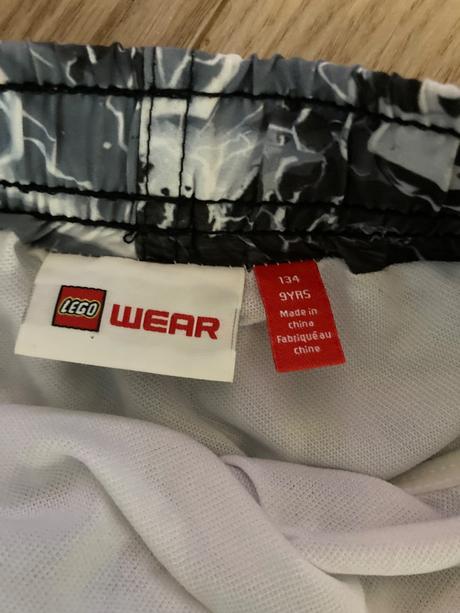 LEGO WEAR
134
9YRS
Made in
china
Fabriqué au
chine